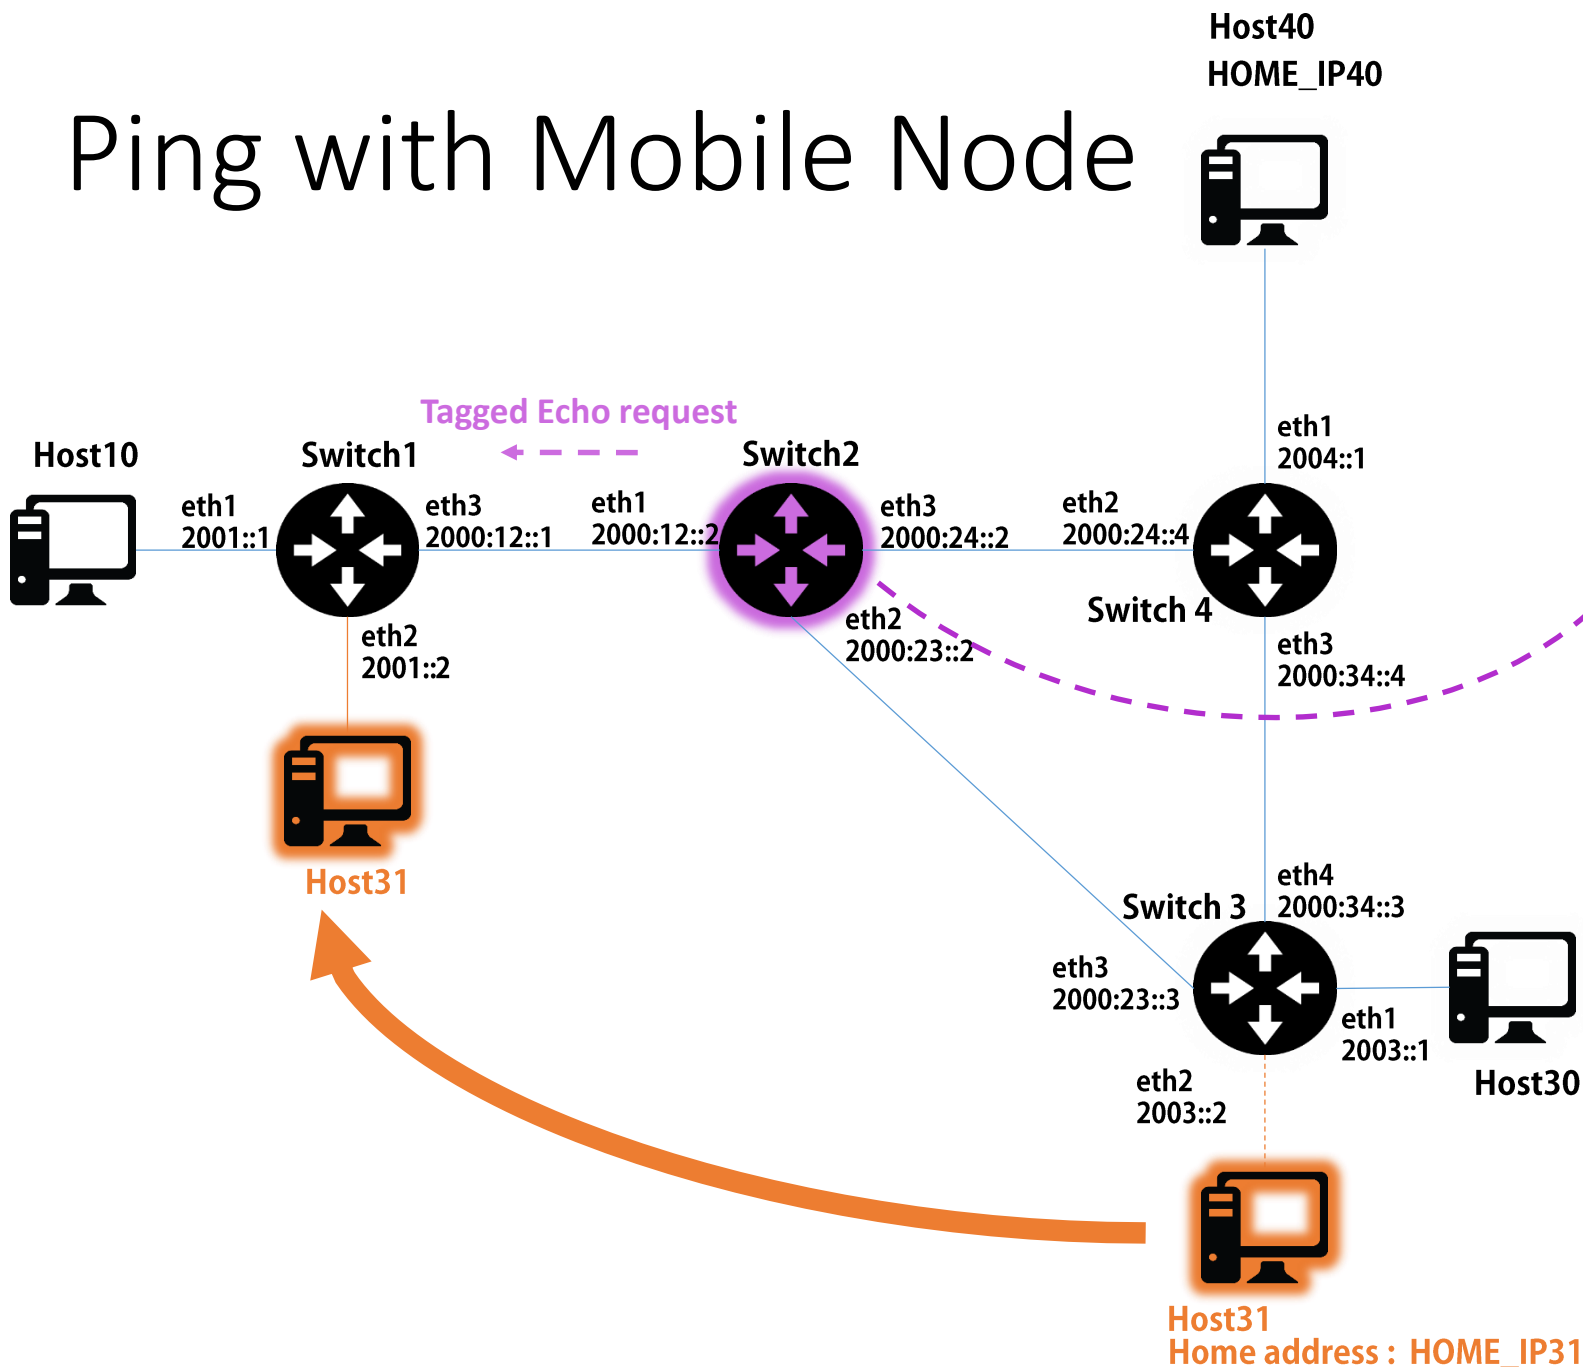 Host40
HOME_IP40
Ping with Mobile Node
Tagged Echo request
Host10
Switch1
Switch2
eth1
2001::1
eth3
2000:12::1
eth1
2000:12::2
eth3
2000:24::2
eth2
2000:24::4
eth1
2004::1
Switch 4
eth2
2001::2
eth2
2000:23::2
eth3
2000:34::4
Host31
Switch 3
eth4
2000:34::3
eth3
2000:23::3
eth1
2003::1
Host30
eth2
2003::2
Host31
Home address : HOME_IP31